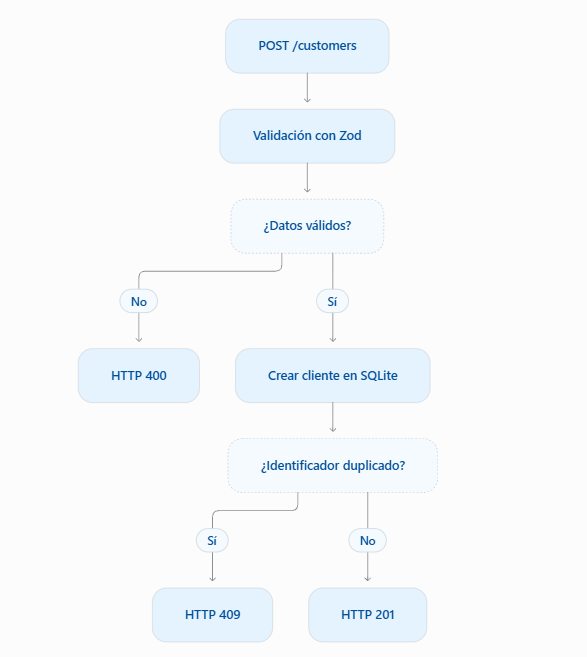 POST /customers
Validación con Zod
¿Datos válidos?
No
Sí
HTTP 400
Crear cliente en SQLite
¿Identificador duplicado?
Sí
No
HTTP 409
HTTP 201